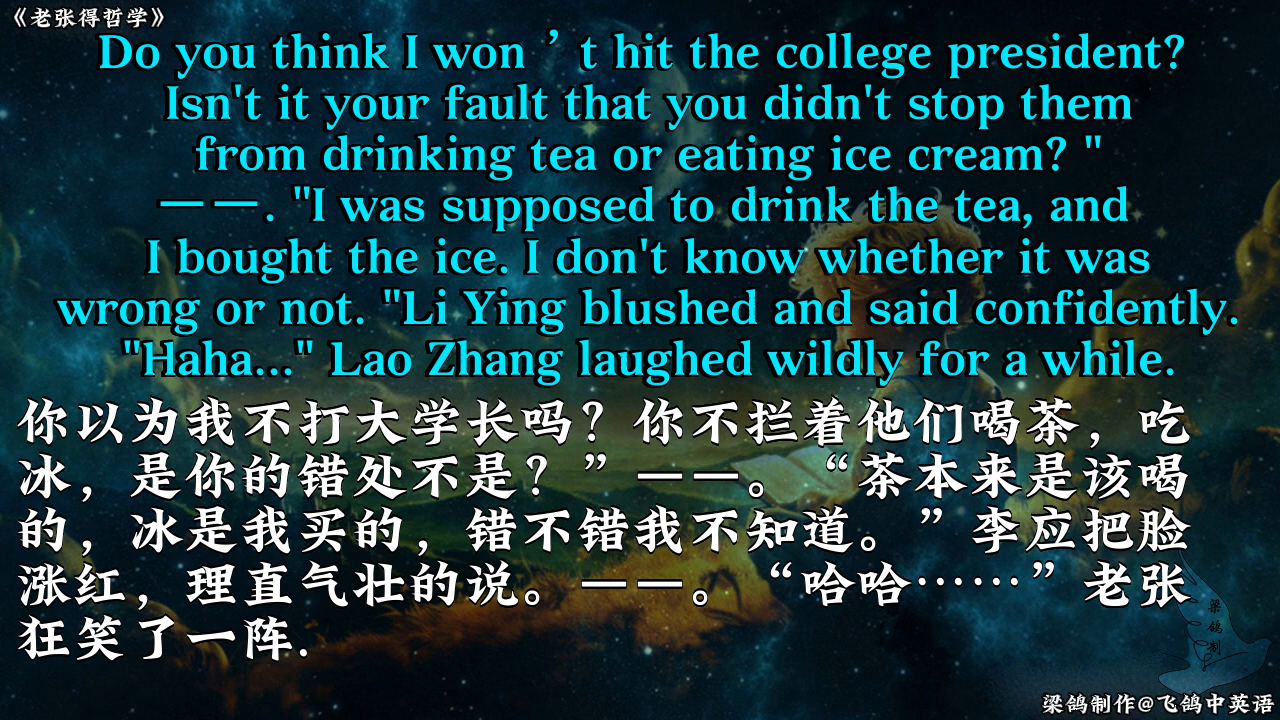 《老张得哲学》
Do you think I won ’ t hit the college president?
Isn't it your fault that you didn't stop them
from drinking tea or eating ice cream? "
——. "I was supposed to drink the tea, and
I bought the ice. I don't know whether it was
wrong or not. "Li Ying blushed and said confidently.
"Haha..." Lao Zhang laughed wildly for a while.
你以为我不打大学长吗？你不拦着他们喝茶，吃
冰，是你的错处不是？”——。“茶本来是该喝
的，冰是我买的，错不错我不知道。”李应把脸
涨红，理直气壮的说。——。“哈哈……”老张
狂笑了一阵.
梁鸽制
梁鸽制作@飞鸽中英语